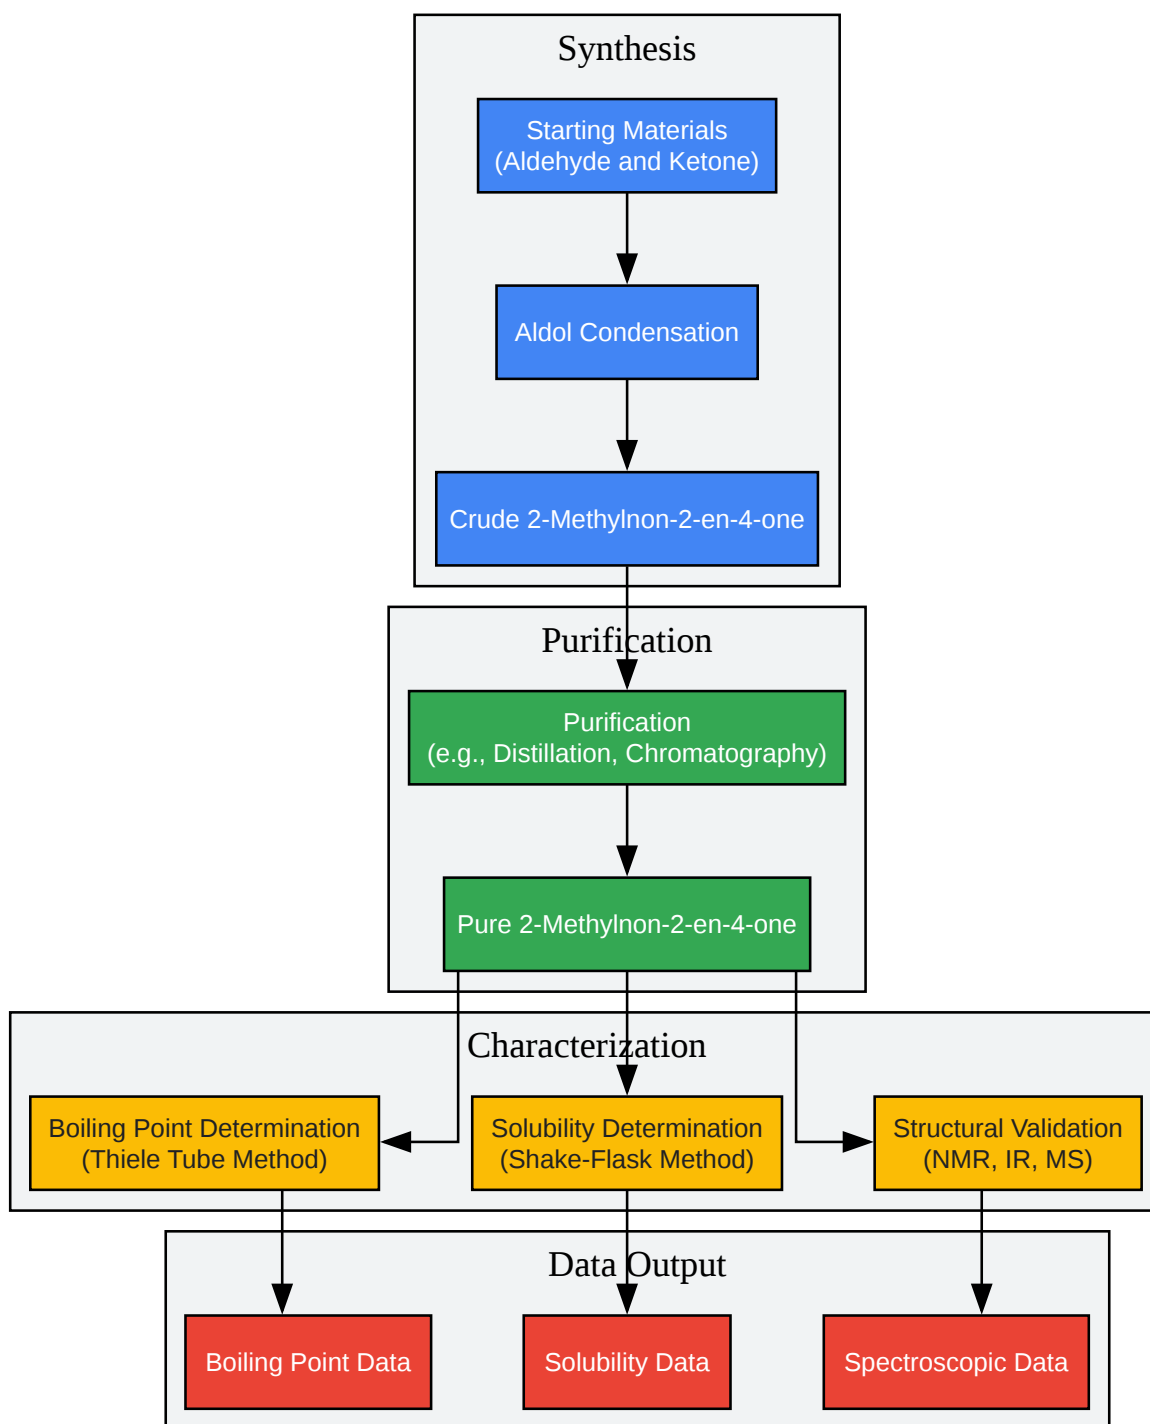 Synthesis
Starting Materials
(Aldehyde and Ketone)
Aldol Condensation
Crude 2-Methylnon-2-en-4-one
Purification
Purification
(e.g., Distillation, Chromatography)
Pure 2-Methylnon-2-en-4-one
Characterization
Boiling Point Determination
(Thiele Tube Method)
Solubility Determination
(Shake-Flask Method)
Structural Validation
(NMR, IR, MS)
Data Output
Boiling Point Data
Solubility Data
Spectroscopic Data